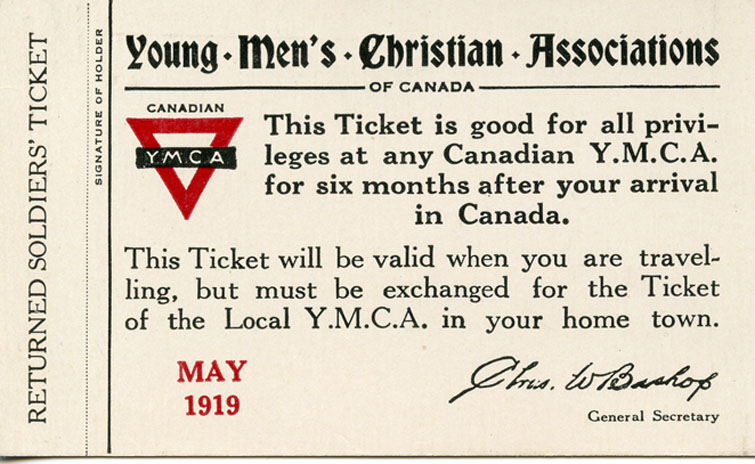 RETURNED SOLDIERS' TICKET
SIGNATURE OF HOLDER
Young · Men's · Christian · Associations
OF CANADA
CANADIAN
Y.M.C.A
This Ticket is good for all privi-
leges at any Canadian Y.M.C.A.
for six months after your arrival
in Canada.
This Ticket will be valid when you are travel-
ling, but must be exchanged for the Ticket
of the Local Y.M.C.A. in your home town.
MAY
1919
Chas. W Bishop
General Secretary